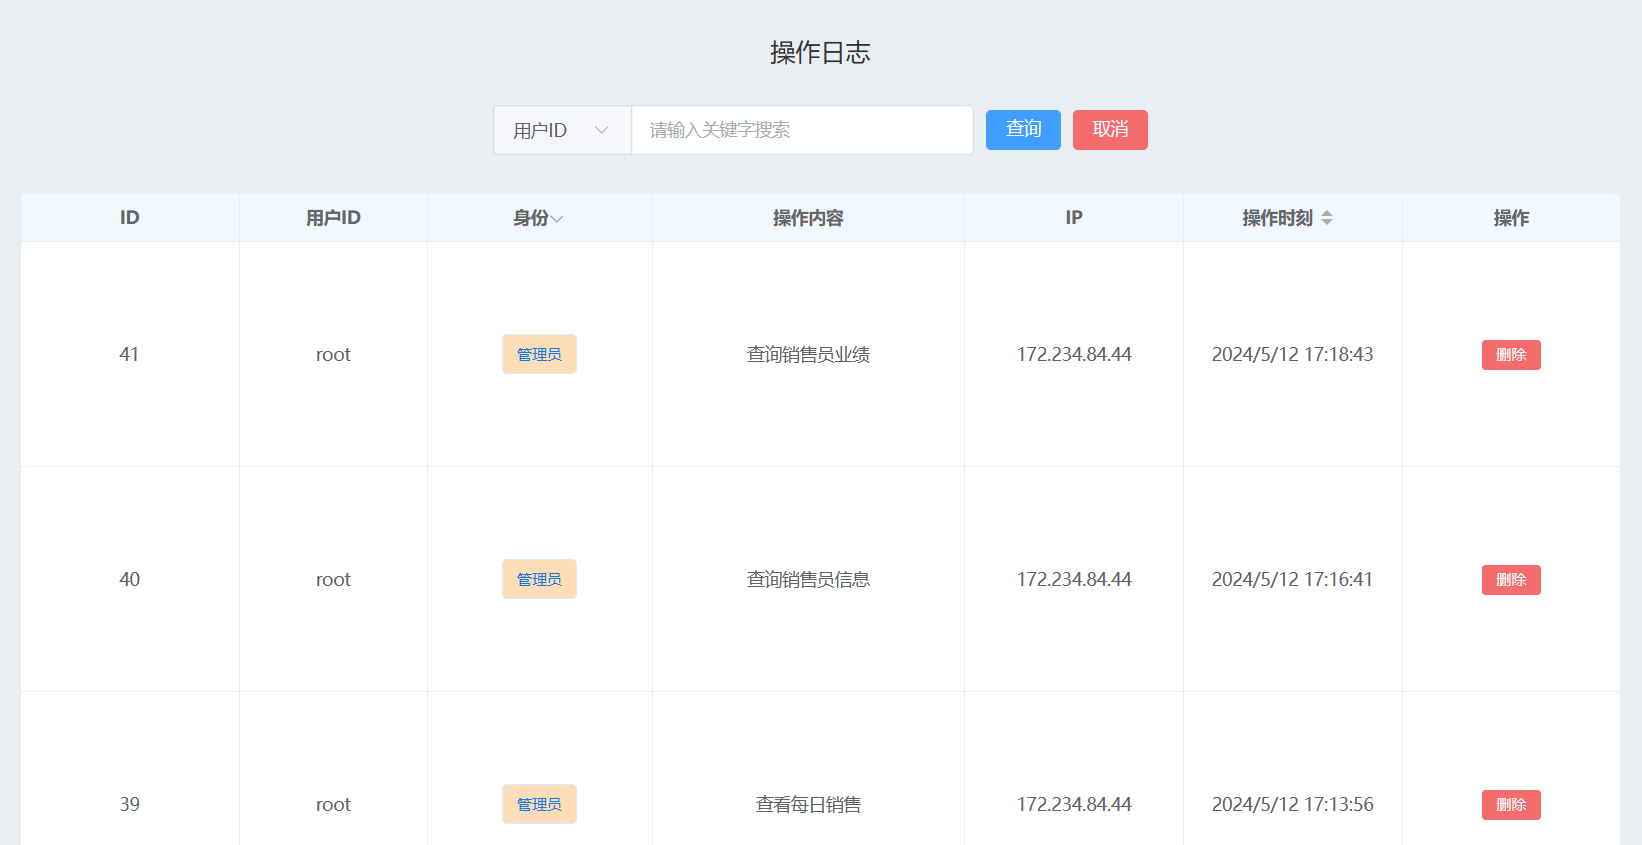 操作日志
用户ID 请输入关键字搜索 查询 取消
ID 用户ID 身份 操作内容 IP 操作时刻 操作
41 root 管理员 查询销售员业绩 172.234.84.44 2024/5/12 17:18:43 删除
40 root 管理员 查询销售员信息 172.234.84.44 2024/5/12 17:16:41 删除
39 root 管理员 查看每日销售 172.234.84.44 2024/5/12 17:13:56 删除